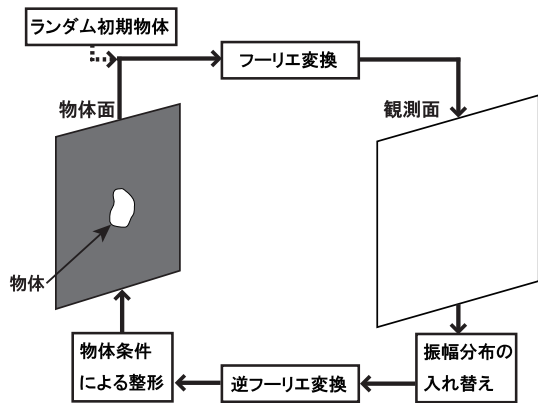 ランダム初期物体
フーリエ変換
物体面
観測面
物体
物体条件
による整形
逆フーリエ変換
振幅分布の
入れ替え